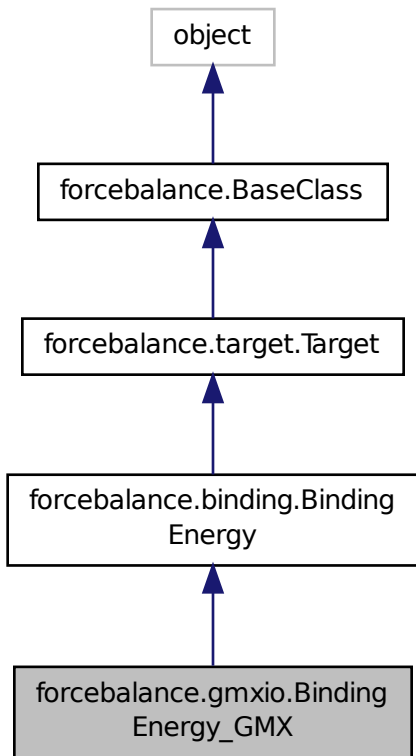 object
forcebalance.BaseClass
forcebalance.target.Target
forcebalance.binding.Binding
Energy
forcebalance.gmxio.Binding
Energy_GMX